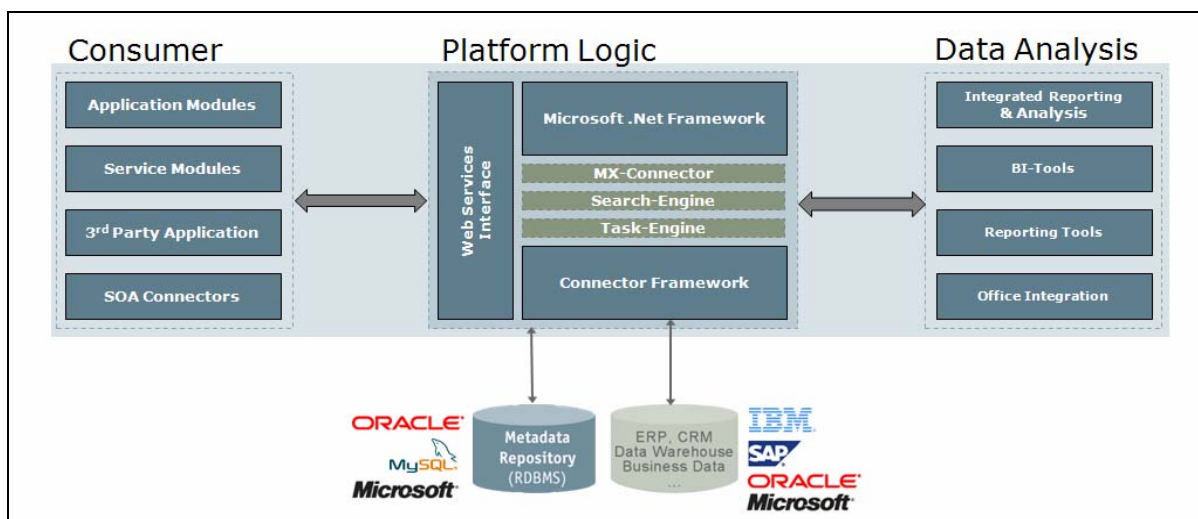 Consumer
Platform Logic
Data Analysis
Application Modules
Service Modules
3rd Party Application
SOA Connectors
Web Services
Interface
Microsoft .Net Framework
MX-Connector
Search-Engine
Task-Engine
Connector Framework
Integrated Reporting
& Analysis
BI-Tools
Reporting Tools
Office Integration
ORACLE
MySQL
Microsoft
Metadada
Repository
(RDBMS)
ERP, CRM
Data Warehouse
Business Data
...
IBM
SAP
ORACLE
Microsoft